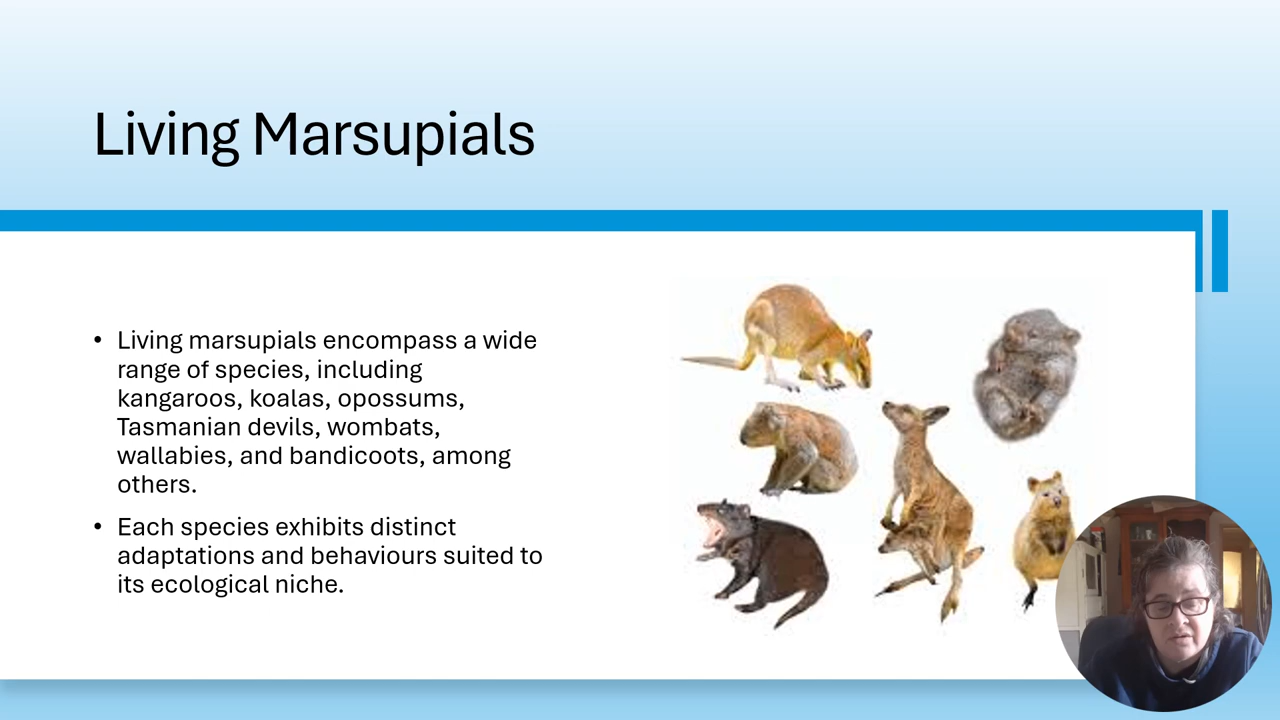 Living Marsupials
• Living marsupials encompass a wide
range of species, including
kangaroos, koalas, opossums,
Tasmanian devils, wombats,
wallabies, and bandicoots, among
others.
• Each species exhibits distinct
adaptations and behaviours suited to
its ecological niche.